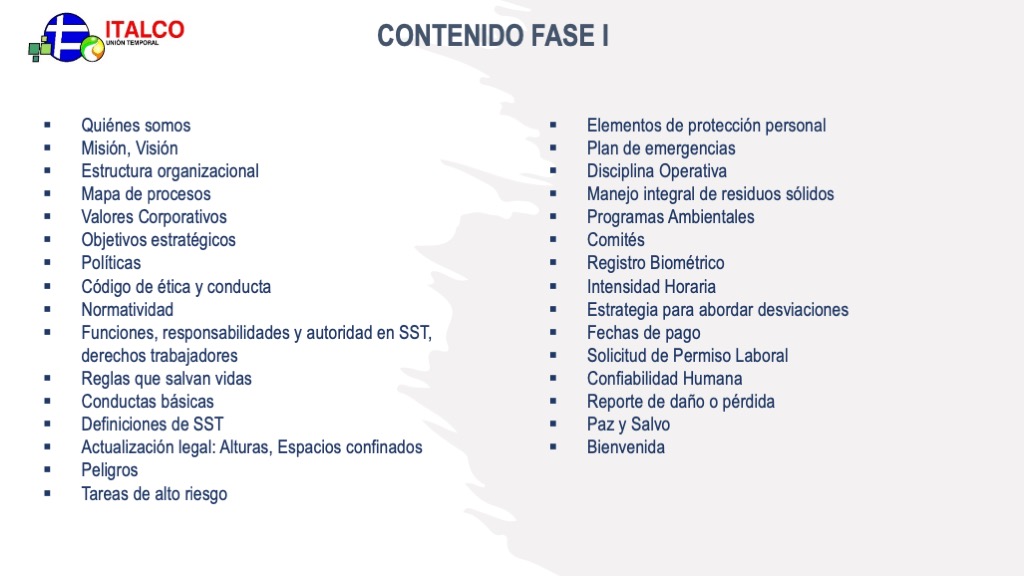 ITALCO
UNIÓN TEMPORAL
CONTENIDO FASE I
▪ Quiénes somos
▪ Misión, Visión
▪ Estructura organizacional
▪ Mapa de procesos
▪ Valores Corporativos
▪ Objetivos estratégicos
▪ Políticas
▪ Código de ética y conducta
▪ Normatividad
▪ Funciones, responsabilidades y autoridad en SST,
derechos trabajadores
▪ Reglas que salvan vidas
▪ Conductas básicas
▪ Definiciones de SST
▪ Actualización legal: Alturas, Espacios confinados
▪ Peligros
▪ Tareas de alto riesgo
▪ Elementos de protección personal
▪ Plan de emergencias
▪ Disciplina Operativa
▪ Manejo integral de residuos sólidos
▪ Programas Ambientales
▪ Comités
▪ Registro Biométrico
▪ Intensidad Horaria
▪ Estrategia para abordar desviaciones
▪ Fechas de pago
▪ Solicitud de Permiso Laboral
▪ Confiabilidad Humana
▪ Reporte de daño o pérdida
▪ Paz y Salvo
▪ Bienvenida